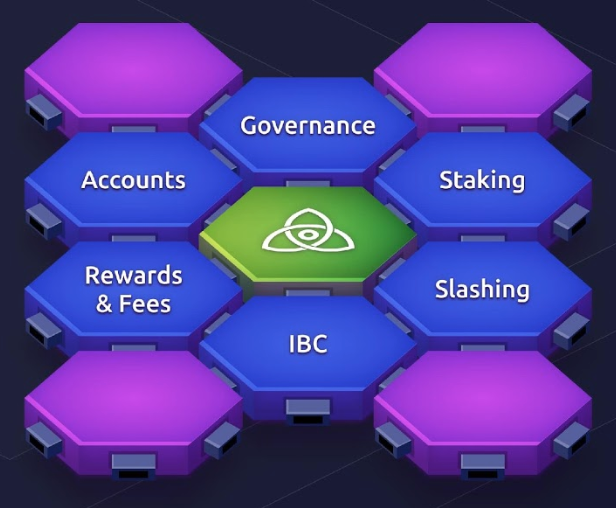 Governance
Accounts
Staking
Rewards
& Fees
Slashing
IBC